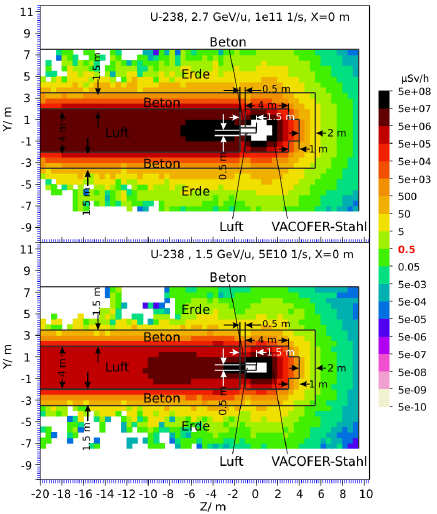 U-238, 2.7 GeV/u, 1e11 1/s, X=0 m
Beton
1.5 m
Erde
0.5 m
Beton
4 m
1.5 m
Luft
2 m
1 m
0.5 m
1.5 m
Erde
Luft
VACOFER-Stahl
Y/ m
11
9
7
5
3
1
-1
-3
-5
-7
-9
U-238 , 1.5 GeV/u, 5E10 1/s, X=0 m
Beton
1.5 m
Erde
0.5 m
Beton
4 m
1.5 m
4 m
Luft
2 m
1 m
0.5 m
Beton
1.5 m
Erde
Luft
VACOFER-Stahl
Y/ m
11
9
7
5
3
1
-1
-3
-5
-7
-9
-20 -18 -16 -14 -12 -10 -8 -6 -4 -2 0 2 4 6 8 10
Z/ m
µSv/h
5e+08
5e+07
5e+06
5e+05
5e+04
5e+03
500
50
5
0.5
0.05
5e-03
5e-04
5e-05
5e-06
5e-07
5e-08
5e-09
5e-10